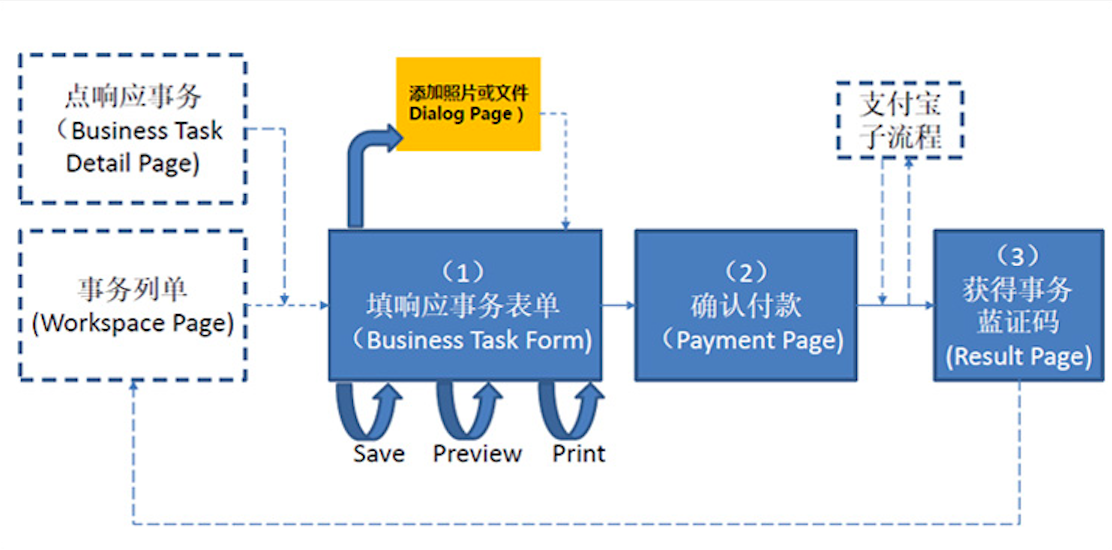 点响应事务
（Business Task
Detail Page)
事务列单
(Workspace Page)
添加照片或文件
Dialog Page )
（1）
填响应事务表单
（Business Task Form)
Save
Preview
Print
（2）
确认付款
（Payment Page)
支付宝
子流程
（3）
获得事务
蓝证码
(Result Page)